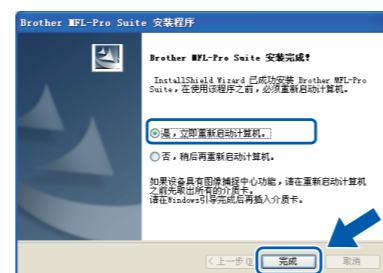 Brother MFL-Pro Suite 安装程序
Brother MFL-Pro Suite 安装完成!
InstallShield Wizard 已成功安装 Brother MFL-Pro
Suite,在使用该程序之前,必须重新启动计算机。
是,立即重新启动计算机。
否,稍后再重新启动计算机。
如果设备具有图像捕捉中心功能,请在重新启动计算机
之前先取出所有的介质卡。
请在Windows引导完成后再插入介质卡。
< 上一步(B) 完成 取消